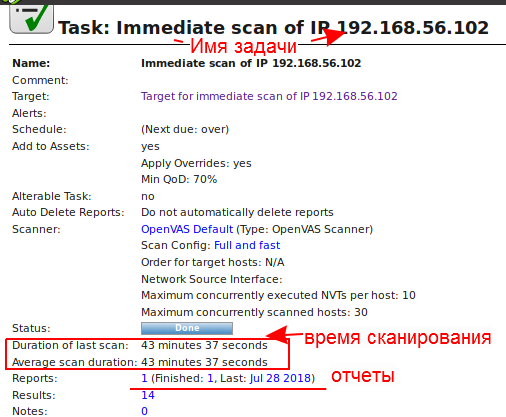 Task: Immediate scan of IP 192.168.56.102
Имя задачи
Name: Immediate scan of IP 192.168.56.102
Comment:
Target: Target for immediate scan of IP 192.168.56.102
Alerts:
Schedule: (Next due: over)
Add to Assets: yes
Apply Overrides: yes
Min QoD: 70%
Alterable Task: no
Auto Delete Reports: Do not automatically delete reports
Scanner: OpenVAS Default (Type: OpenVAS Scanner)
Scan Config: Full and fast
Order for target hosts: N/A
Network Source Interface:
Maximum concurrently executed NVTs per host: 10
Maximum concurrently scanned hosts: 30
Status: Done
Duration of last scan: 43 minutes 37 seconds
время сканирования
Average scan duration: 43 minutes 37 seconds
Reports: 1 (Finished: 1, Last: Jul 28 2018)
отчеты
Results: 14
Notes: 0